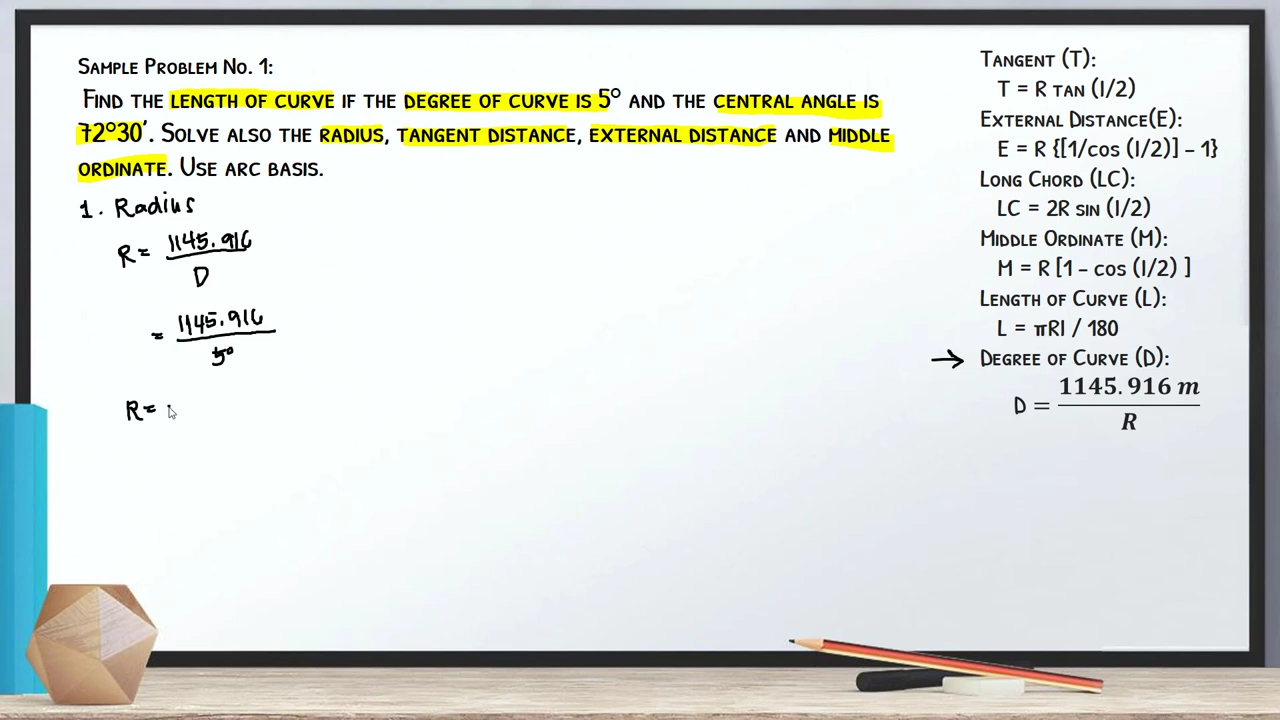 Sample Problem No. 1:
Find the length of curve if the degree of curve is 5° and the central angle is
72°30'. Solve also the radius, tangent distance, external distance and middle
ordinate. Use arc basis.
1. Radius
R = 1145.916
D
= 1145.916
5°
R =
Tangent (T):
T = R tan (I/2)
External Distance(E):
E = R {[1/cos (I/2)] – 1}
Long Chord (LC):
LC = 2R sin (I/2)
Middle Ordinate (M):
M = R [1 – cos (I/2) ]
Length of Curve (L):
L = πRI / 180
→ Degree of Curve (D):
D = 1145.916 m
R